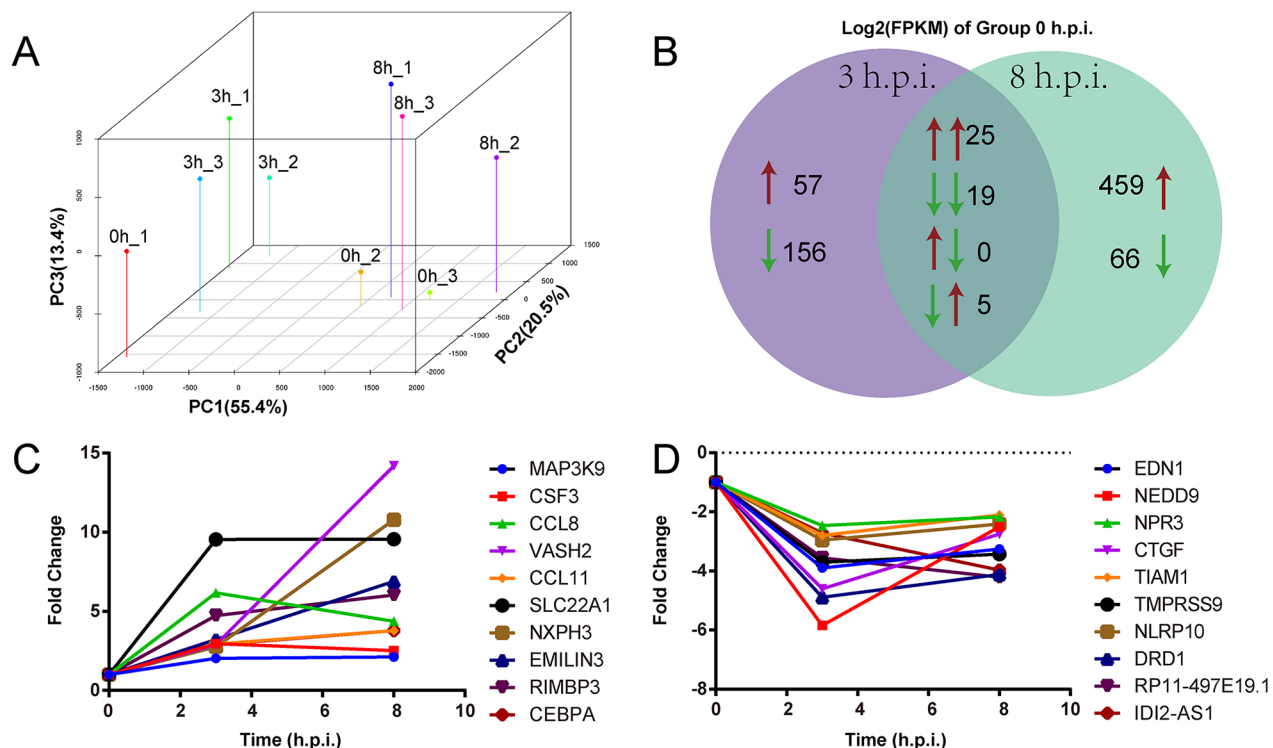 A
8h_1
3h_1
8h_3
8h_2
3h_3
3h_2
0h_1
0h_2
0h_3
1000
500
0
-500
-1000
PC3(13.4%)
-1500
-1000
-500
0
500
1000
1500
2000
PC1(55.4%)
1500
1000
500
0
-500
-1000
-1500
-2000
PC2(20.5%)
B
Log2(FPKM) of Group 0 h.p.i.
3 h.p.i.
8 h.p.i.
↑ 57
↓ 156
↑↑ 25
↓↓ 19
↑↓ 0
↓↑ 5
459 ↑
66 ↓
C
15
10
5
0
Fold Change
0 2 4 6 8 10
Time (h.p.i.)
MAP3K9
CSF3
CCL8
VASH2
CCL11
SLC22A1
NXPH3
EMILIN3
RIMBP3
CEBPA
D
0
-2
-4
-6
-8
Fold Change
0 2 4 6 8 10
Time (h.p.i.)
EDN1
NEDD9
NPR3
CTGF
TIAM1
TMPRSS9
NLRP10
DRD1
RP11-497E19.1
IDI2-AS1